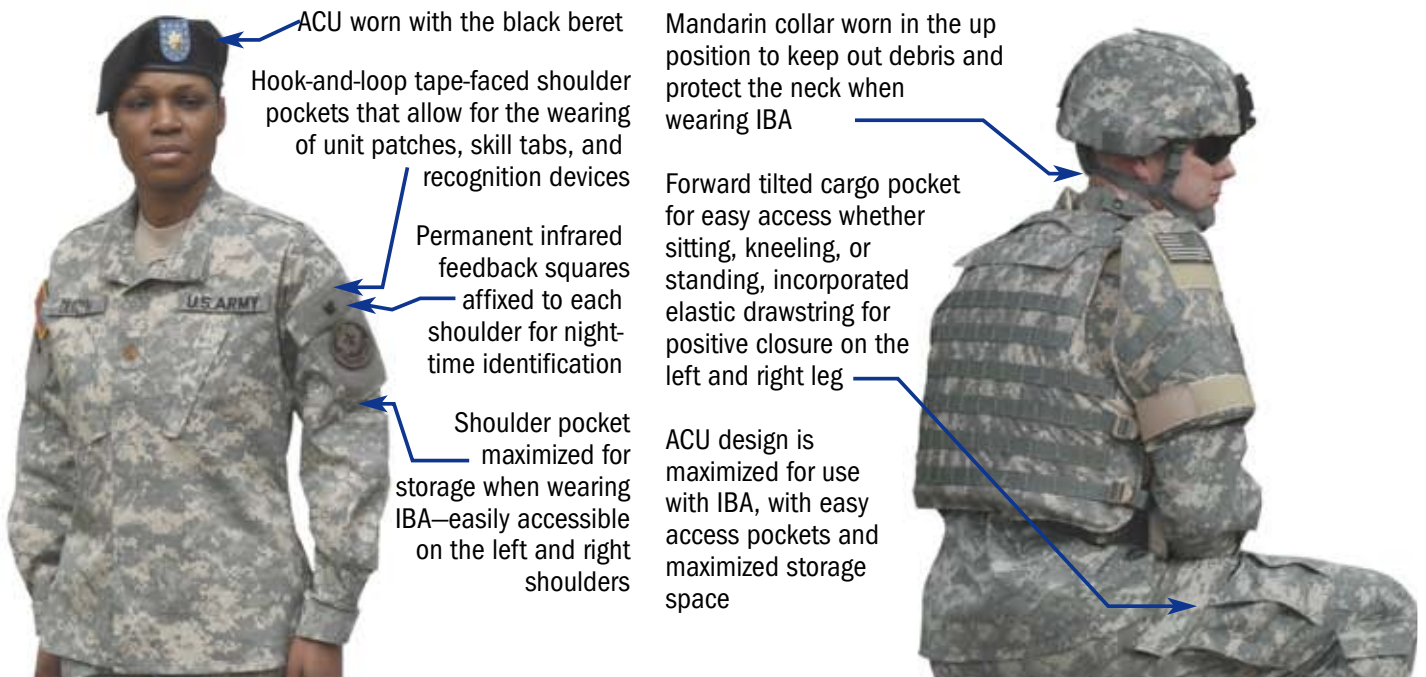 ACU worn with the black beret
Hook-and-loop tape-faced shoulder
pockets that allow for the wearing
of unit patches, skill tabs, and
recognition devices
Permanent infrared
feedback squares
affixed to each
shoulder for night-
time identification
Shoulder pocket
maximized for
storage when wearing
IBA—easily accessible
on the left and right
shoulders
U.S. ARMY
Mandarin collar worn in the up
position to keep out debris and
protect the neck when
wearing IBA
Forward tilted cargo pocket
for easy access whether
sitting, kneeling, or
standing, incorporated
elastic drawstring for
positive closure on the
left and right leg
ACU design is
maximized for use
with IBA, with easy
access pockets and
maximized storage
space